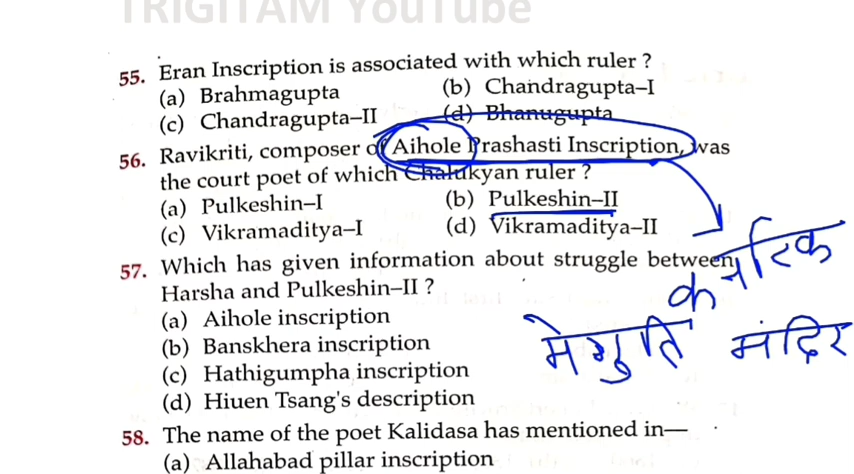 TRIGITAM YouTube
55. Eran Inscription is associated with which ruler ?
(a) Brahmagupta (b) Chandragupta–I
(c) Chandragupta–II (d) Bhanugupta
56. Ravikriti, composer of Aihole Prashasti Inscription, was
the court poet of which Chalukyan ruler ?
(a) Pulkeshin–I (b) Pulkeshin–II
(c) Vikramaditya–I (d) Vikramaditya–II
57. Which has given information about struggle between
Harsha and Pulkeshin–II ?
कर्नाटिक
(a) Aihole inscription
मेगुति मंदिर
(b) Banskhera inscription
(c) Hathigumpha inscription
(d) Hiuen Tsang's description
58. The name of the poet Kalidasa has mentioned in—
(a) Allahabad pillar inscription